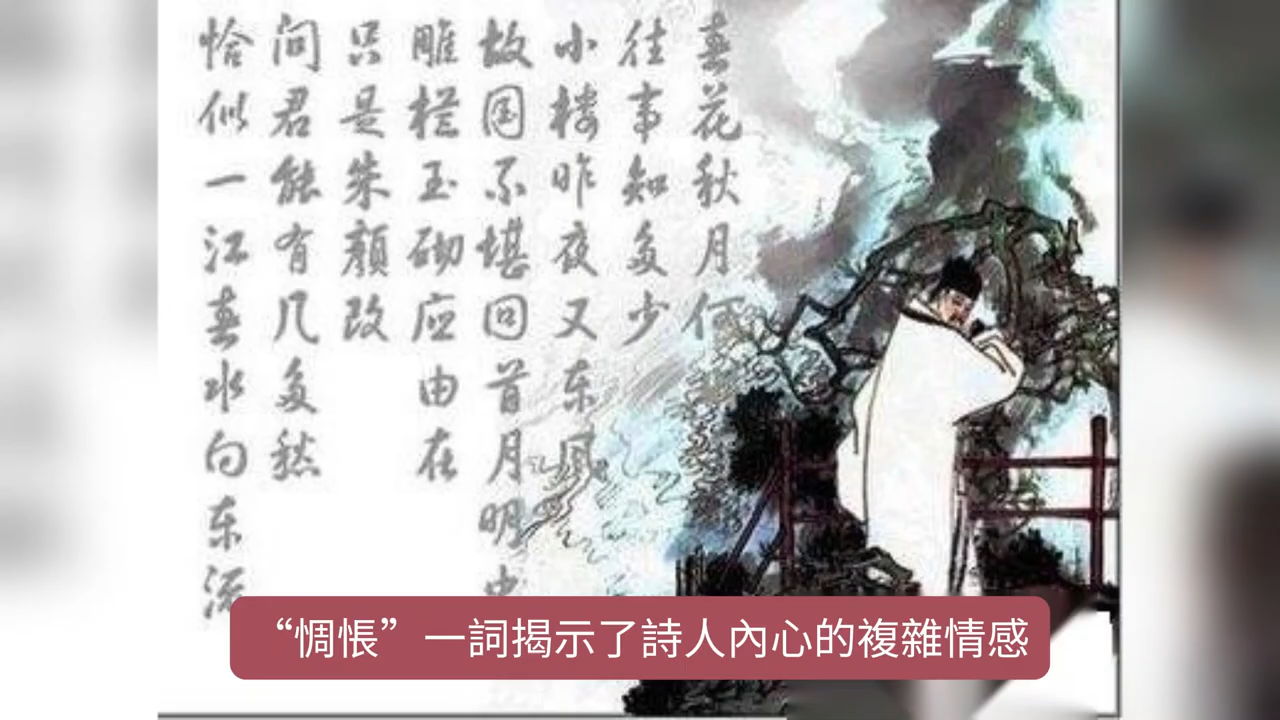 春花秋月何
往事知多少
小楼昨夜又东风
故国不堪回首月明中
雕栏玉砌应由在
只是朱顏改
问君能有几多愁
恰似一江春水向东流
“惆悵”一詞揭示了詩人內心的複雜情感